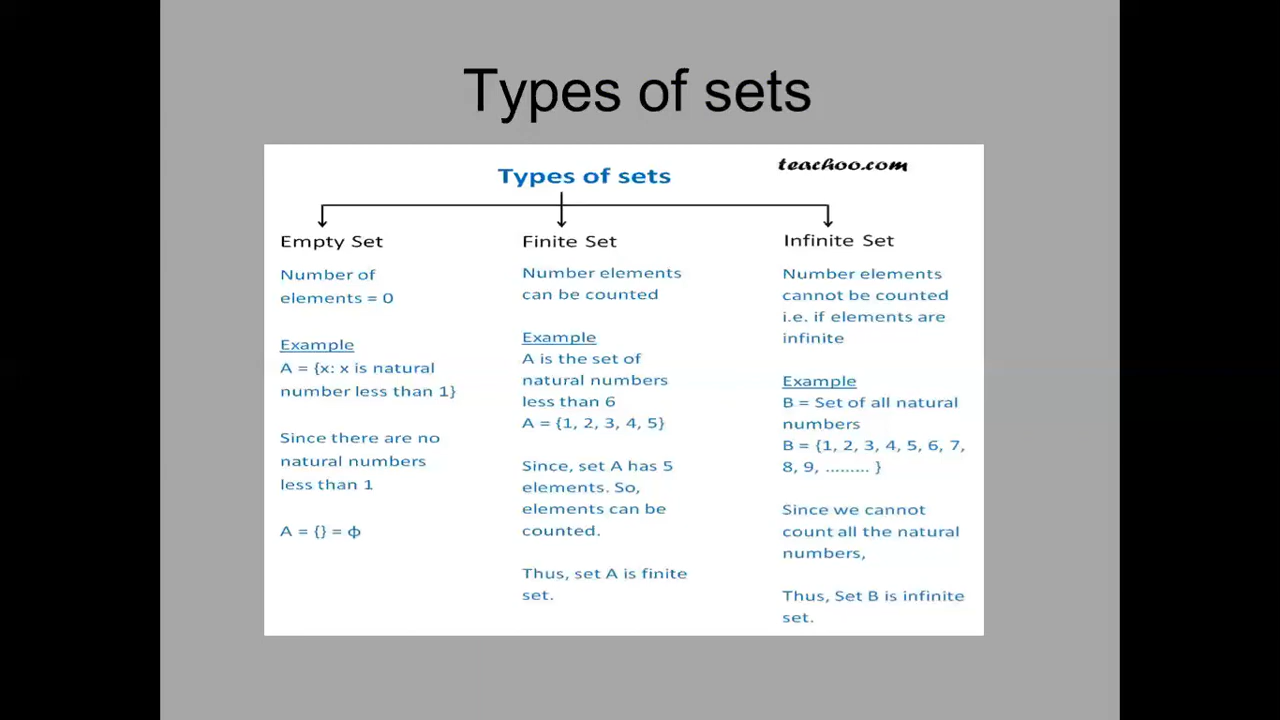 Types of sets
teachoo.com
Types of sets
Empty Set
Number of
elements = 0
Example
A = {x: x is natural
number less than 1}
Since there are no
natural numbers
less than 1
A = {} = ф
Finite Set
Number elements
can be counted
Example
A is the set of
natural numbers
less than 6
A = {1, 2, 3, 4, 5}
Since, set A has 5
elements. So,
elements can be
counted.
Thus, set A is finite
set.
Infinite Set
Number elements
cannot be counted
i.e. if elements are
infinite
Example
B = Set of all natural
numbers
B = {1, 2, 3, 4, 5, 6, 7,
8, 9, ......... }
Since we cannot
count all the natural
numbers,
Thus, Set B is infinite
set.